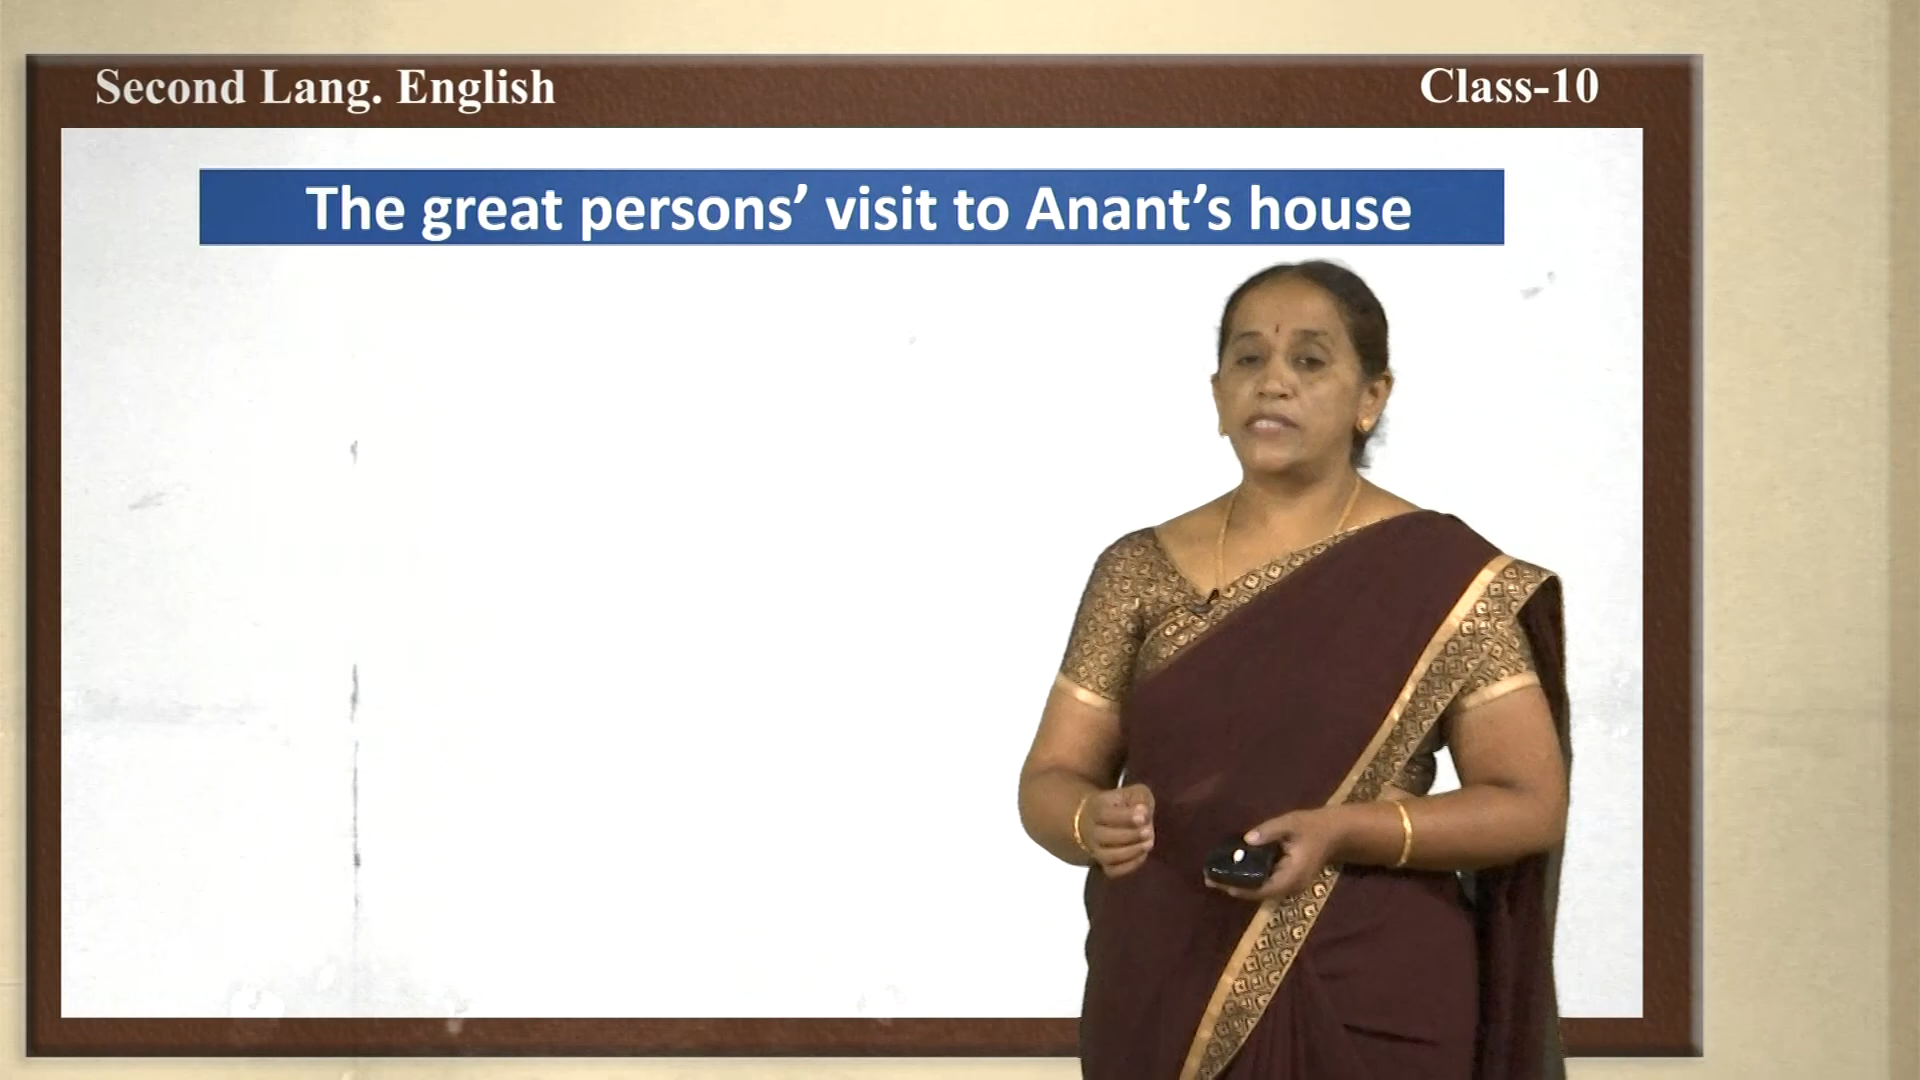 Second Lang. English
Class-10
The great persons’ visit to Anant’s house